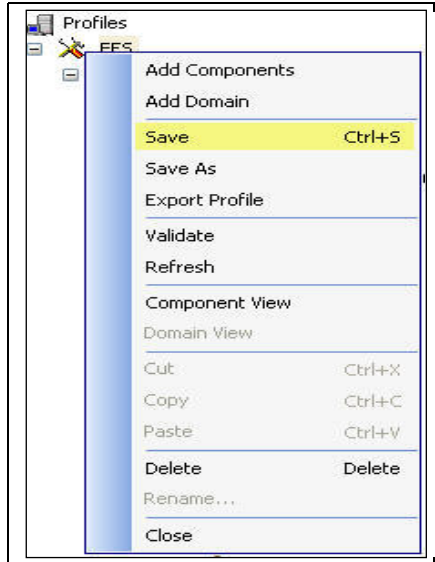 Profiles
EES
Add Components
Add Domain
Save Ctrl+S
Save As
Export Profile
Validate
Refresh
Component View
Domain View
Cut Ctrl+X
Copy Ctrl+C
Paste Ctrl+V
Delete Delete
Rename...
Close